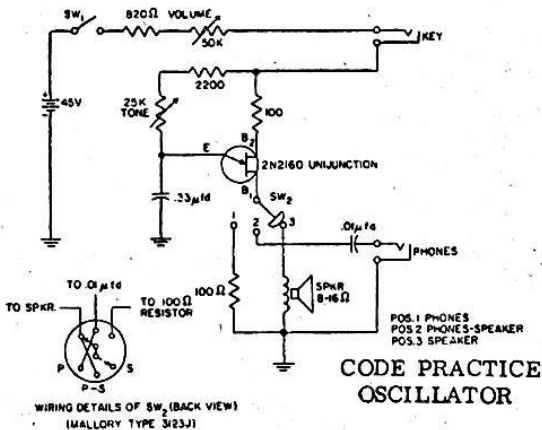 SW1
820Ω
VOLUME
50K
KEY
2200
45V
25K
TONE
100
B2
E
2N2160 UNIJUNCTION
.33µfd
B1
SW2
1
2
3
.01µfd
PHONES
100Ω
SPKR
8-16Ω
TO .01µfd
TO SPKR.
TO 100Ω
RESISTOR
P
S
P-S
POS.1 PHONES
POS.2 PHONES-SPEAKER
POS.3 SPEAKER
CODE PRACTICE
OSCILLATOR
WIRING DETAILS OF SW2 (BACK VIEW)
(MALLORY TYPE 3123J)